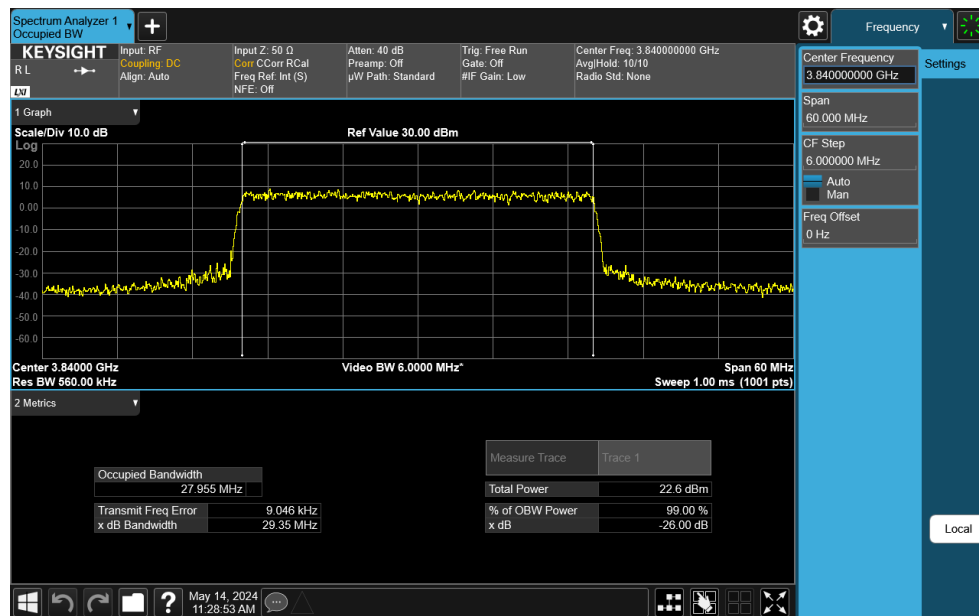 Spectrum Analyzer 1
Occupied BW
+
Frequency
KEYSIGHT
R L
LXI
Input: RF
Coupling: DC
Align: Auto
Input Z: 50 Ω
Corr CCorr RCal
Freq Ref: Int (S)
NFE: Off
Atten: 40 dB
Preamp: Off
µW Path: Standard
Trig: Free Run
Gate: Off
#IF Gain: Low
Center Freq: 3.840000000 GHz
Avg|Hold: 10/10
Radio Std: None
Center Frequency
3.840000000 GHz
Settings
Span
60.000 MHz
CF Step
6.000000 MHz
Auto
Man
Freq Offset
0 Hz
Local
1 Graph
Scale/Div 10.0 dB
Ref Value 30.00 dBm
Log
20.0
10.0
0.00
-10.0
-20.0
-30.0
-40.0
-50.0
-60.0
Center 3.84000 GHz
Video BW 6.0000 MHz*
Span 60 MHz
Res BW 560.00 kHz
Sweep 1.00 ms (1001 pts)
2 Metrics
Measure Trace Trace 1
Occupied Bandwidth
27.955 MHz
Total Power 22.6 dBm
Transmit Freq Error 9.046 kHz
% of OBW Power 99.00 %
x dB Bandwidth 29.35 MHz
x dB -26.00 dB
?
May 14, 2024
11:28:53 AM